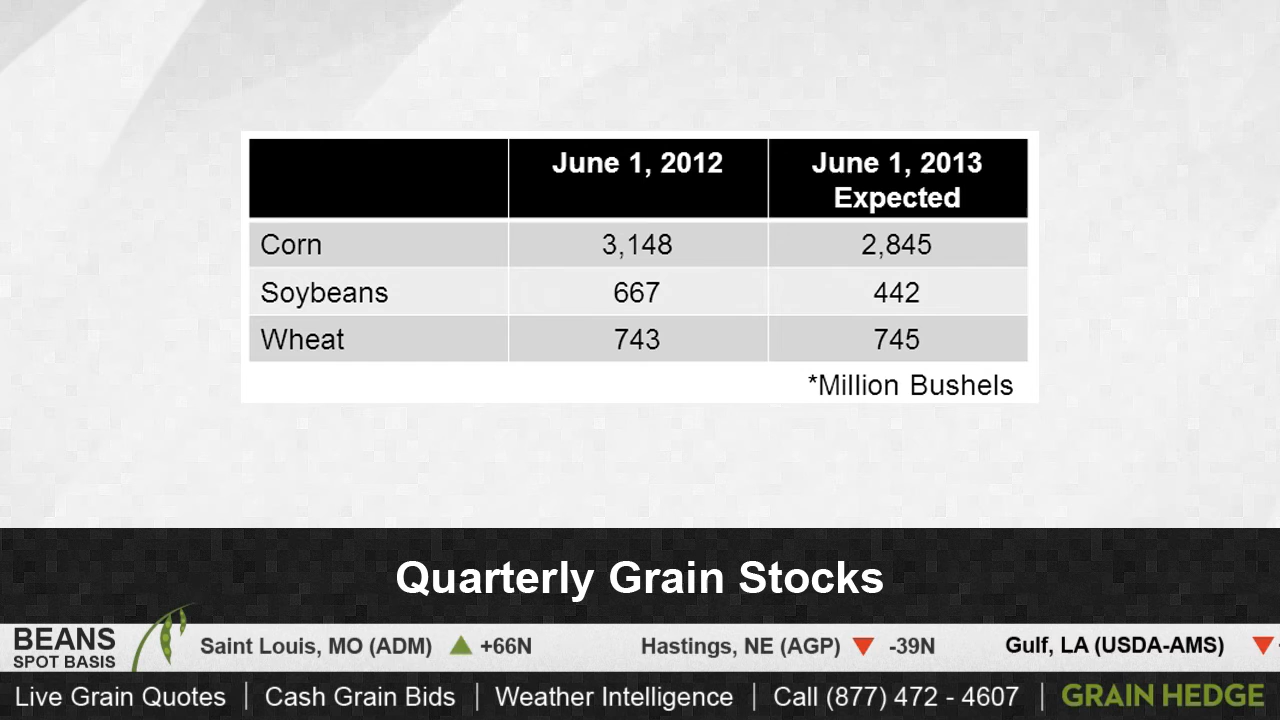 June 1, 2012 June 1, 2013
Expected
Corn 3,148 2,845
Soybeans 667 442
Wheat 743 745
*Million Bushels
Quarterly Grain Stocks
BEANS
SPOT BASIS
Saint Louis, MO (ADM) ▲ +66N Hastings, NE (AGP) ▼ -39N Gulf, LA (USDA-AMS) ▼
Live Grain Quotes | Cash Grain Bids | Weather Intelligence | Call (877) 472 - 4607 | GRAIN HEDGE